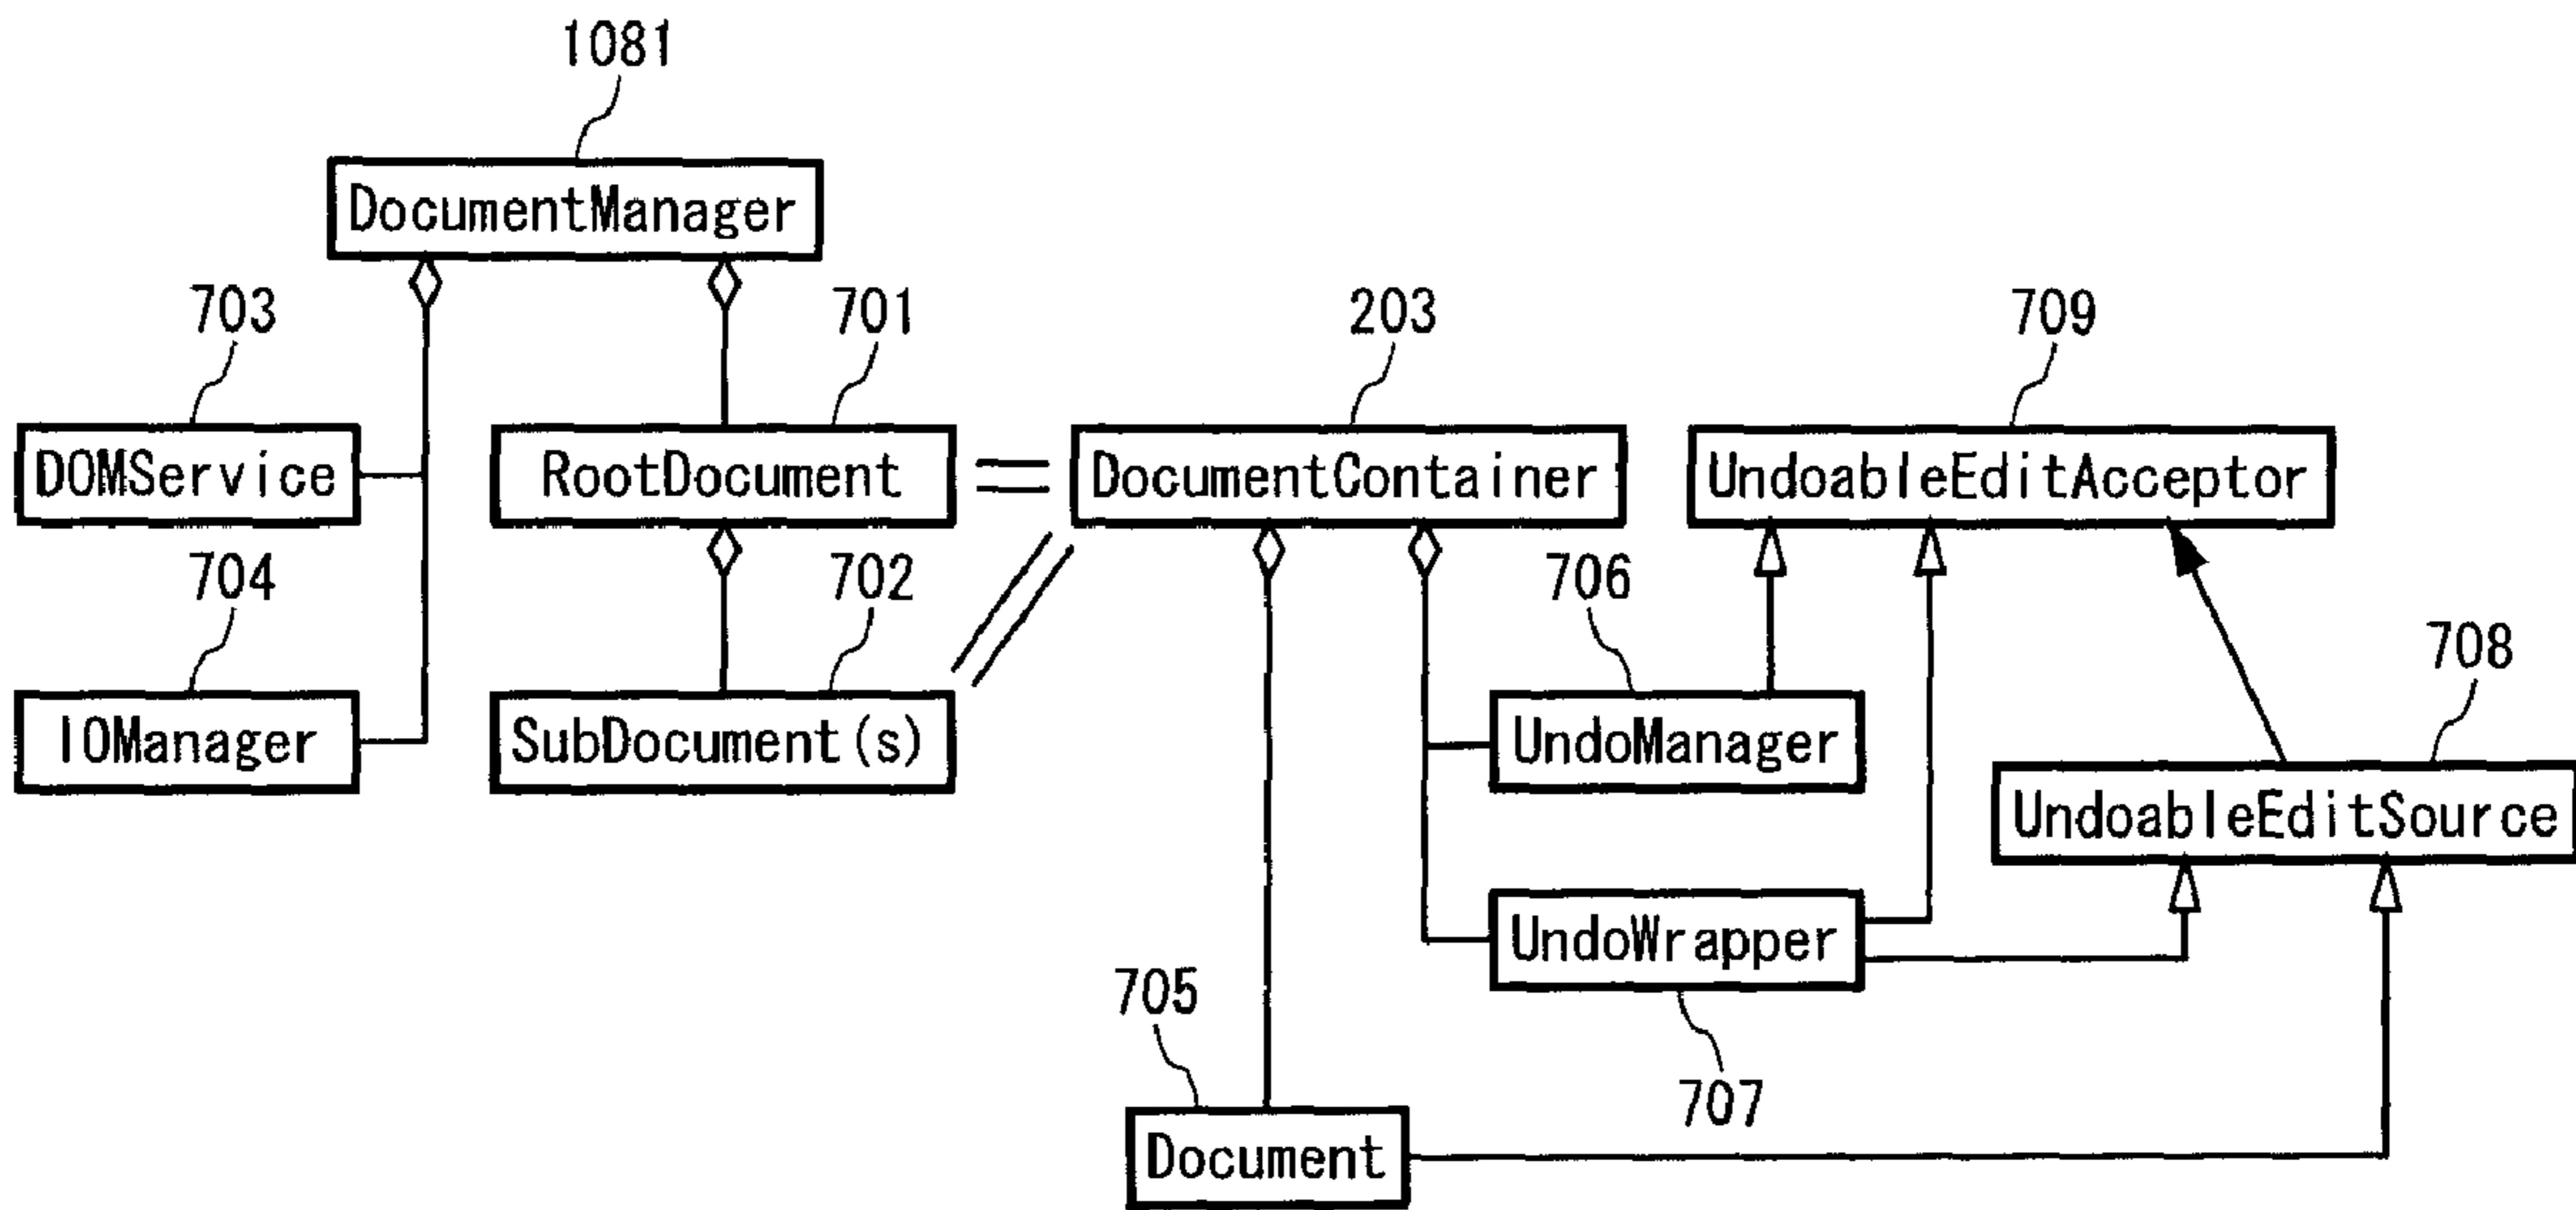 1081
DocumentManager
703
701
203
709
DOMService
RootDocument
DocumentContainer
UndoableEditAcceptor
704
702
706
708
IOManager
SubDocument(s)
UndoManager
UndoableEditSource
UndoWrapper
705
707
Document